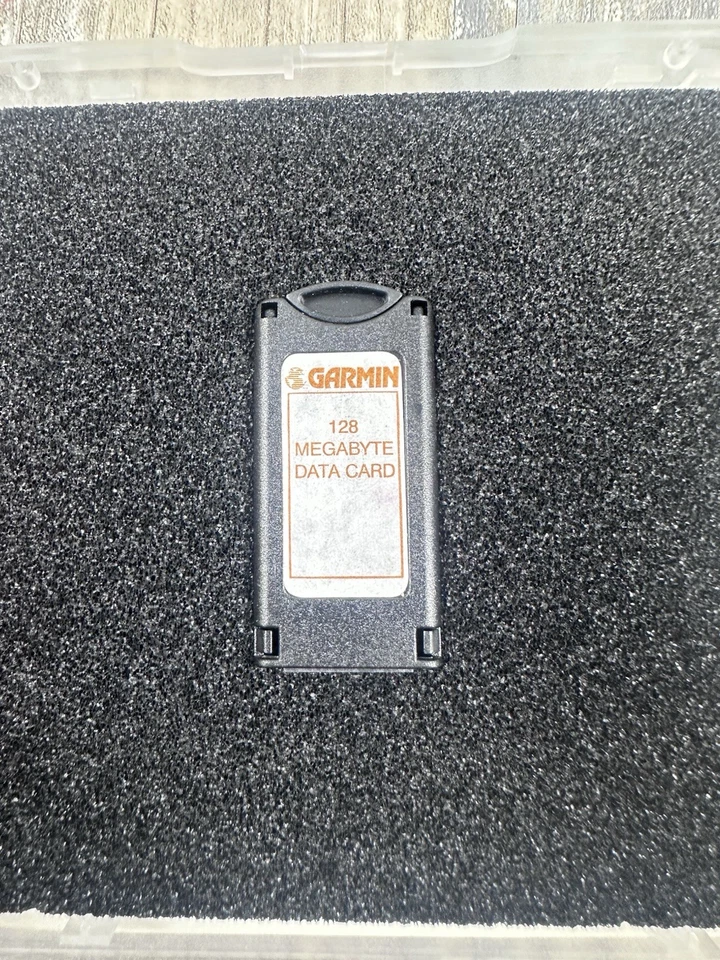 GARMIN
128
MEGABYTE
DATA CARD